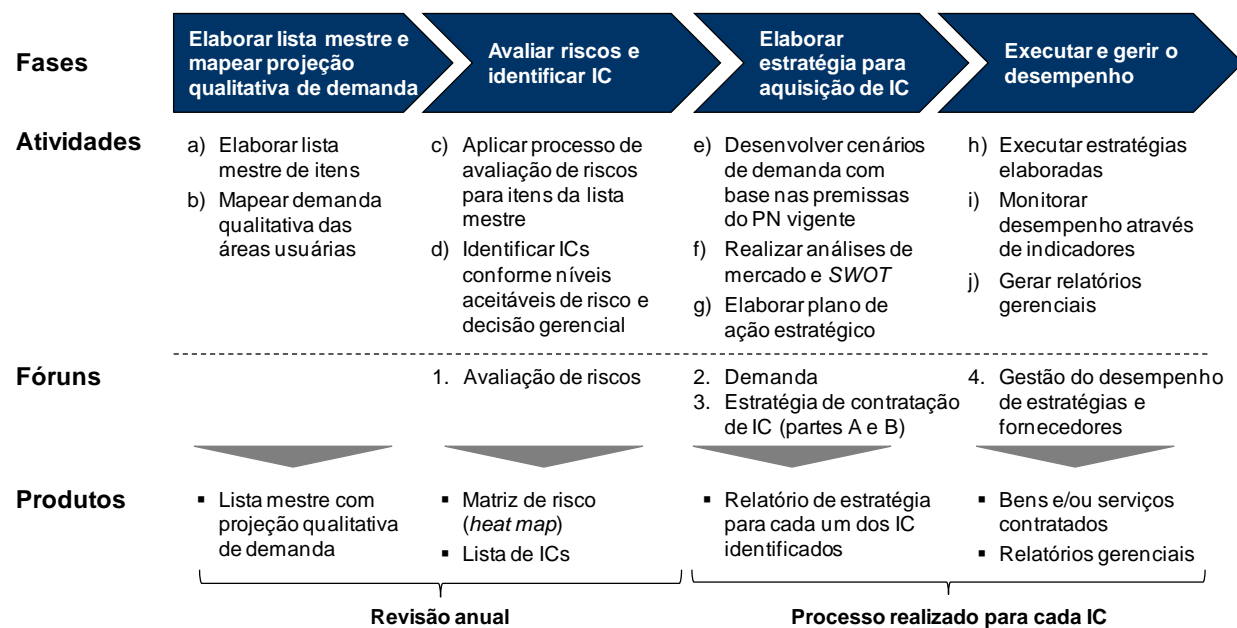 Fases
Elaborar lista mestre e
mapear projeção
qualitativa de demanda
Avaliar riscos e
identificar IC
Elaborar
estratégia para
aquisição de IC
Executar e gerir o
desempenho
Atividades
a) Elaborar lista
mestre de itens
b) Mapear demanda
qualitativa das
áreas usuárias
c) Aplicar processo de
avaliação de riscos
para itens da lista
mestre
d) Identificar ICs
conforme níveis
aceitáveis de risco e
decisão gerencial
e) Desenvolver cenários
de demanda com
base nas premissas
do PN vigente
f) Realizar análises de
mercado e SWOT
g) Elaborar plano de
ação estratégico
h) Executar estratégias
elaboradas
i) Monitorar
desempenho através
de indicadores
j) Gerar relatórios
gerenciais
Fóruns
1. Avaliação de riscos
2. Demanda
3. Estratégia de contratação
de IC (partes A e B)
4. Gestão do desempenho
de estratégias e
fornecedores
Produtos
▪ Lista mestre com
projeção qualitativa
de demanda
▪ Matriz de risco
(heat map)
▪ Lista de ICs
▪ Relatório de estratégia
para cada um dos IC
identificados
▪ Bens e/ou serviços
contratados
▪ Relatórios gerenciais
Revisão anual
Processo realizado para cada IC